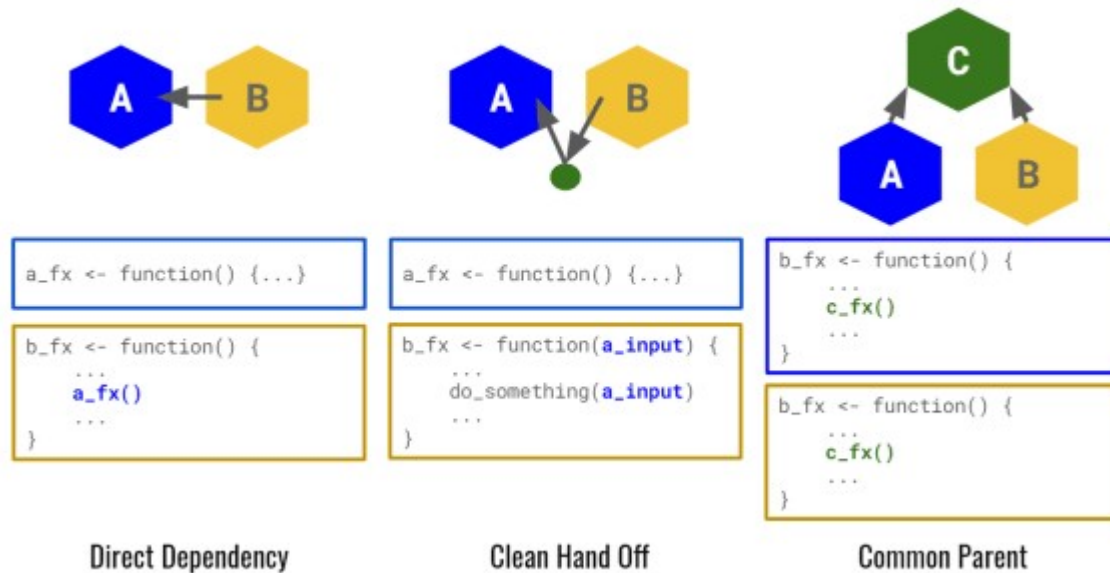 A
B
a_fx <- function() {...}
b_fx <- function() {
...
a_fx()
...
}
Direct Dependency
A
B
a_fx <- function() {...}
b_fx <- function(a_input) {
...
do_something(a_input)
...
}
Clean Hand Off
C
A
B
b_fx <- function() {
...
c_fx()
...
}
b_fx <- function() {
...
c_fx()
...
}
Common Parent